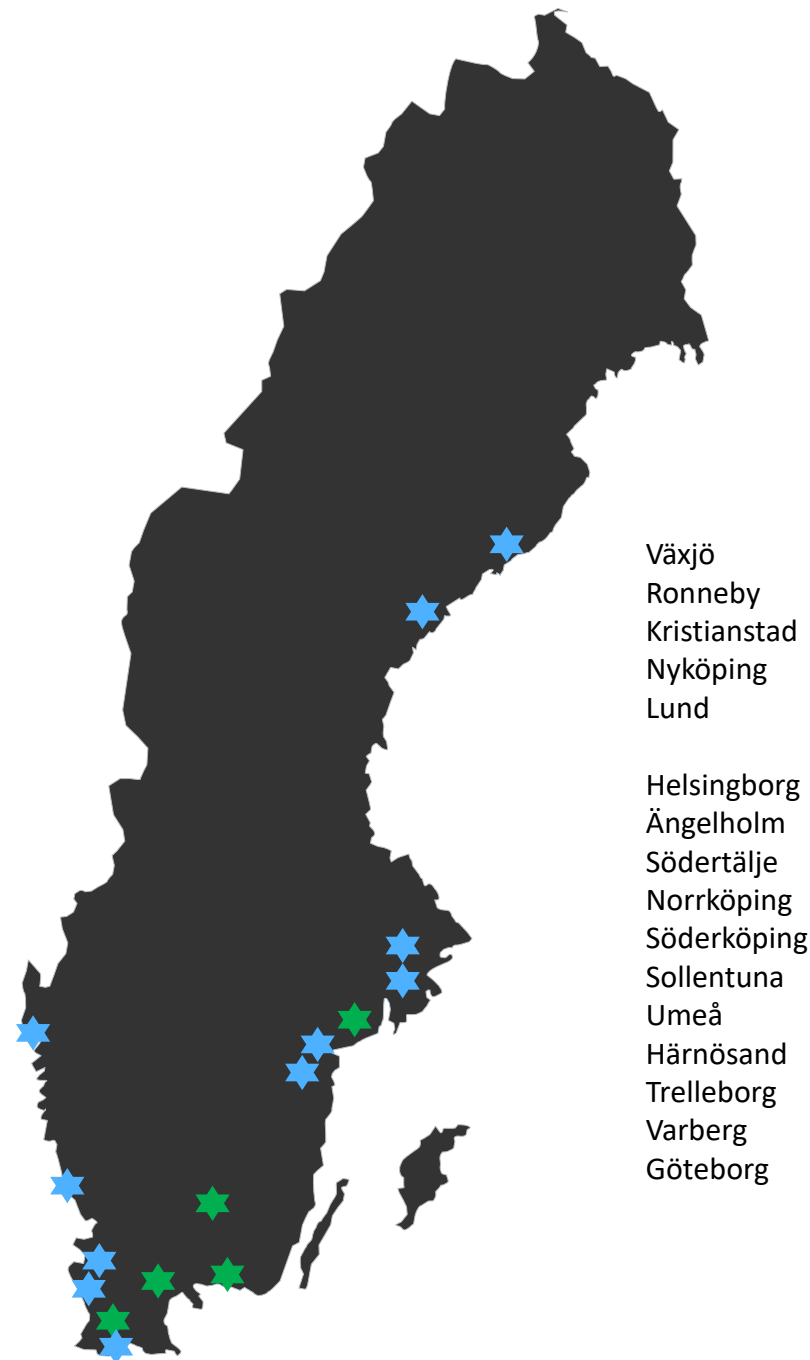 Växjö
Ronneby
Kristianstad
Nyköping
Lund
Helsingborg
Ängelholm
Södertälje
Norrköping
Söderköping
Sollentuna
Umeå
Härnösand
Trelleborg
Varberg
Göteborg